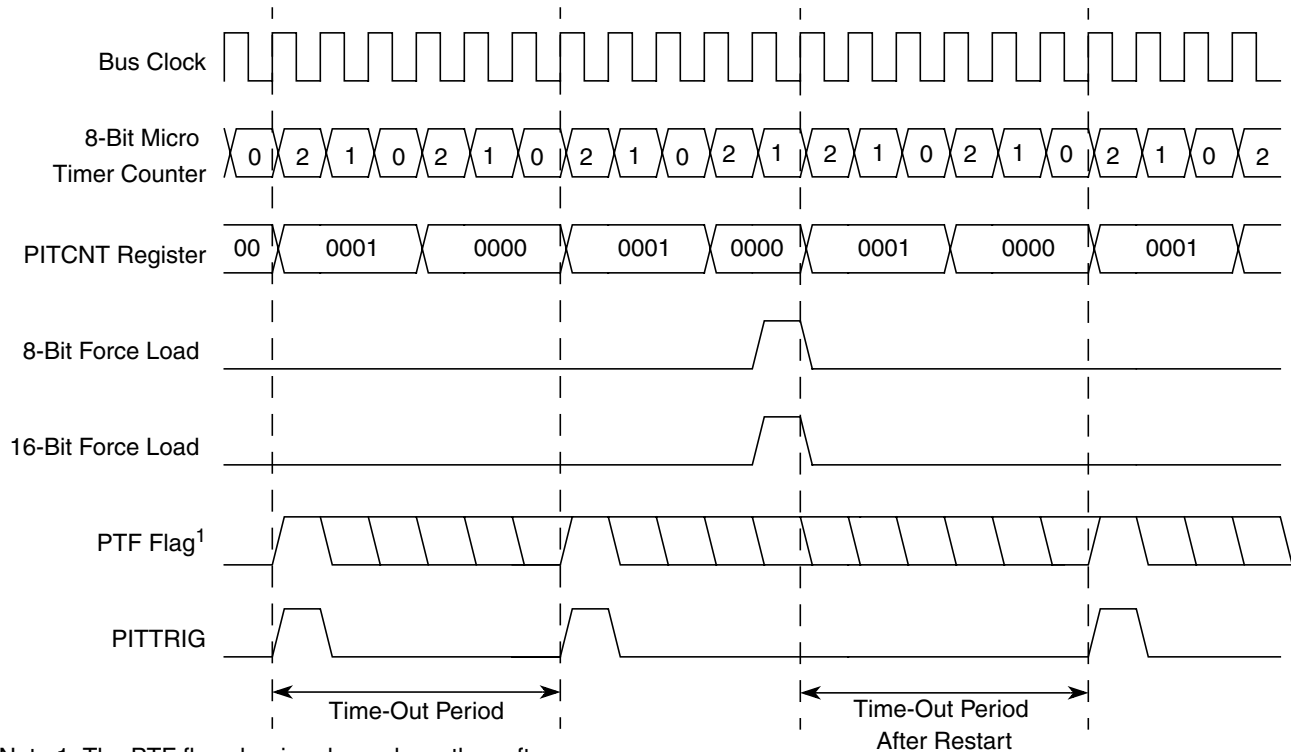 Bus Clock
8-Bit Micro
Timer Counter
0 2 1 0 2 1 0 2 1 0 2 1 2 1 0 2 1 0 2 1 0 2
PITCNT Register
00 0001 0000 0001 0000 0001 0000 0001
8-Bit Force Load
16-Bit Force Load
PTF Flag1
PITTRIG
Time-Out Period
Time-Out Period
After Restart